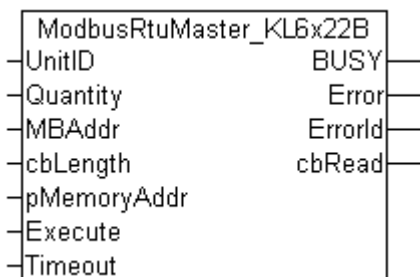 ModbusRtuMaster_KL6x22B
UnitID BUSY
Quantity Error
MBAddr ErrorId
cbLength cbRead
pMemoryAddr
Execute
Timeout